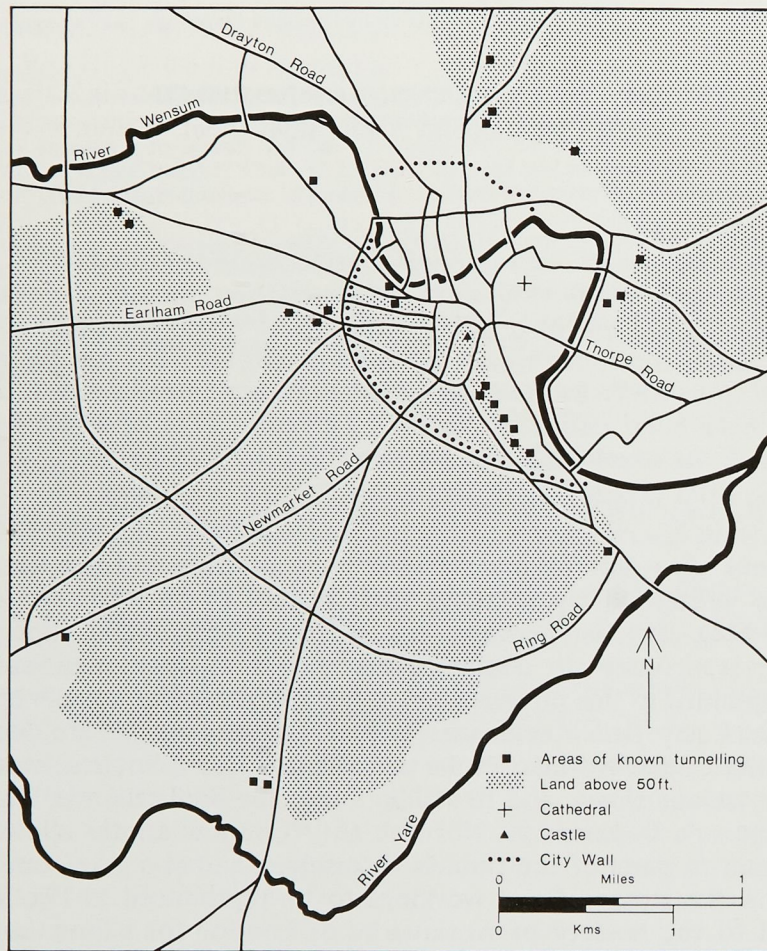 Drayton Road
River Wensum
Earlham Road
Thorpe Road
Newmarket Road
Ring Road
N
Areas of known tunnelling
Land above 50ft.
Cathedral
Castle
City Wall
River Yare
0 Miles 1
0 Kms 1